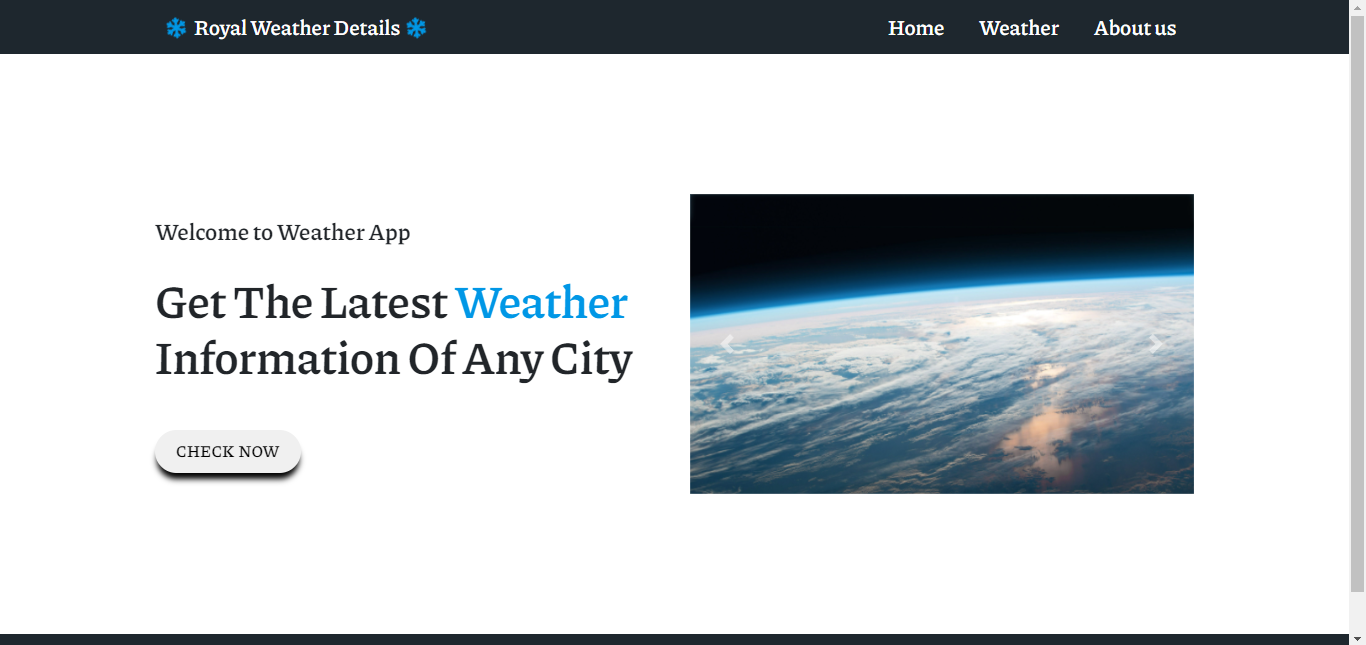 Royal Weather Details
Home
Weather
About us
Welcome to Weather App
Get The Latest Weather
Information Of Any City
CHECK NOW